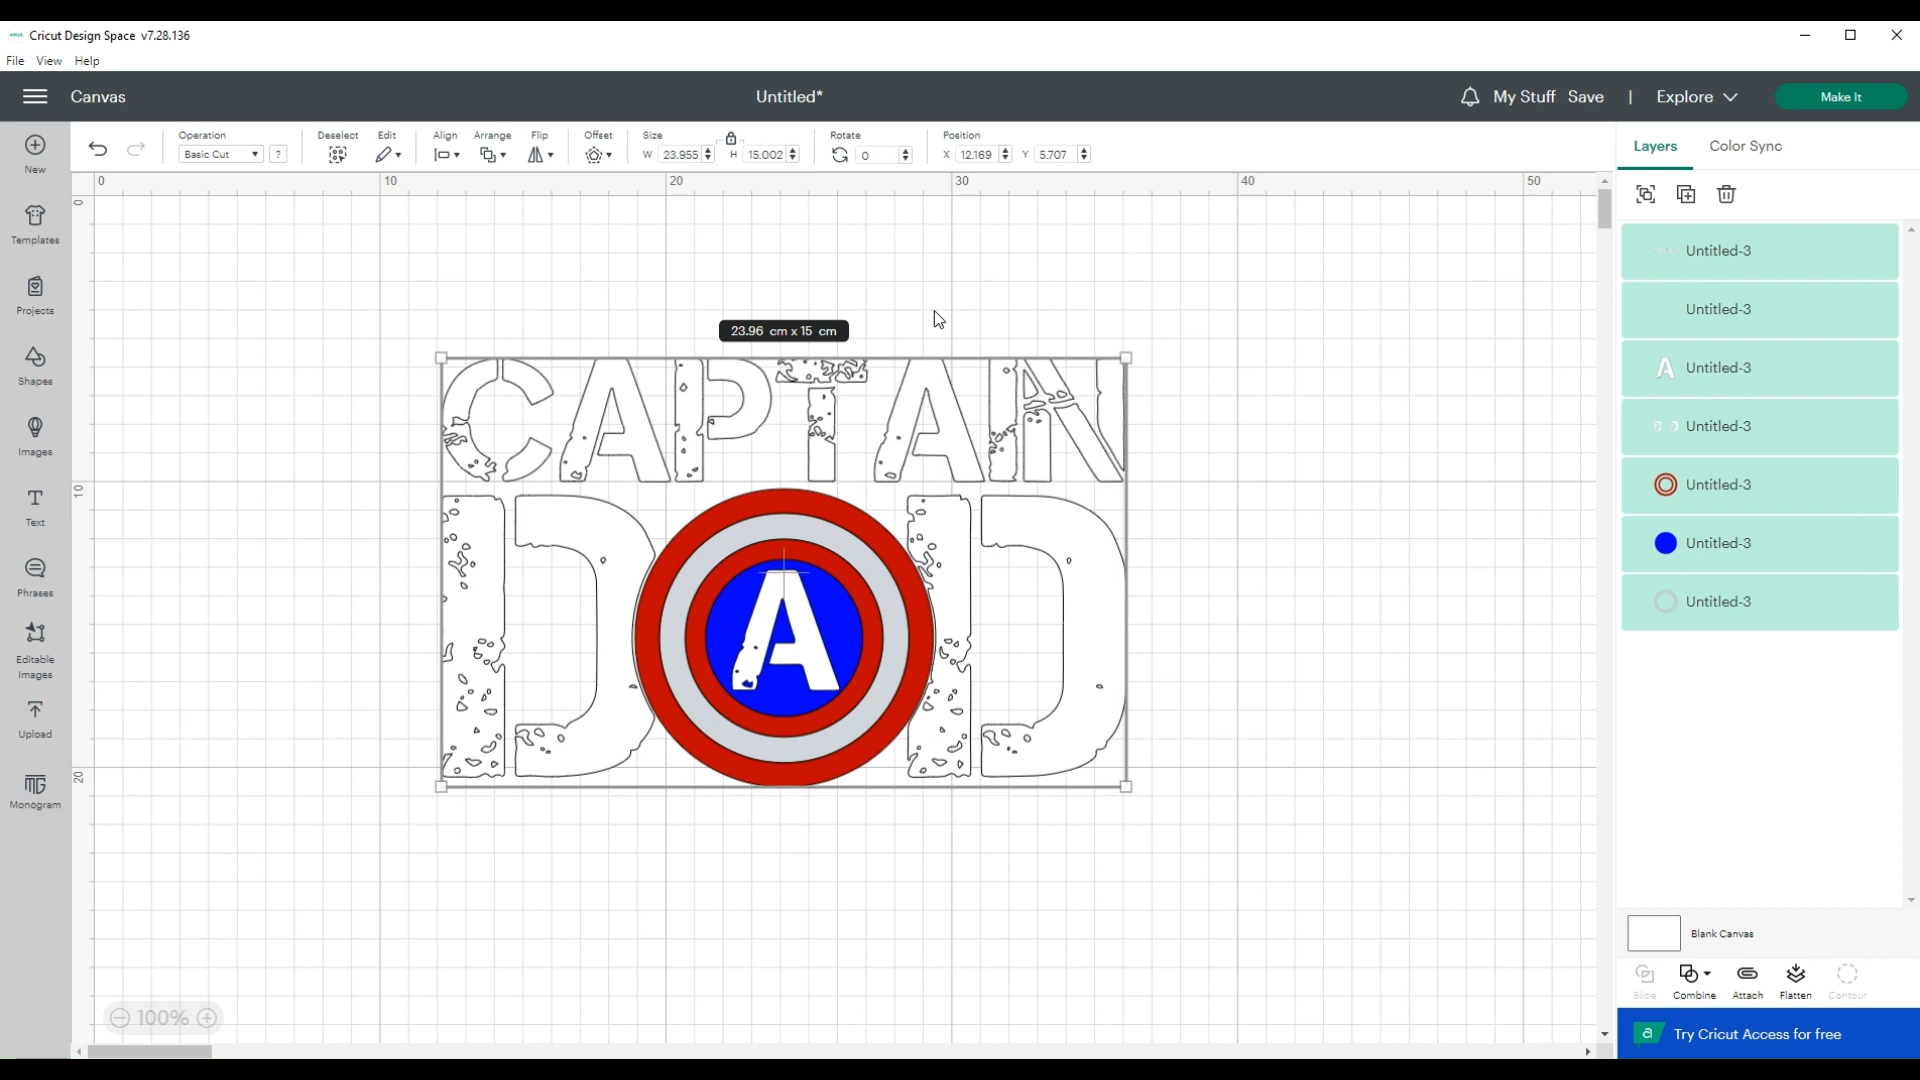 Cricut Design Space v7.28.136
File View Help
Canvas Untitled* My Stuff Save | Explore Make It
Operation Deselect Edit Align Arrange Flip Offset Size Rotate Position
Basic Cut ? W 23.955 H 15.002 0 X 12.169 Y 5.707
Layers Color Sync
0 10 20 30 40 50
0
10
20
New
Templates
Projects
Shapes
Images
Text
Phrases
Editable
Images
Upload
Monogram
23.96 cm x 15 cm
CAPTAIN
DAD
100%
Untitled-3
Untitled-3
A Untitled-3
Untitled-3
Untitled-3
Untitled-3
Untitled-3
Blank Canvas
Slice Combine Attach Flatten Contour
a Try Cricut Access for free